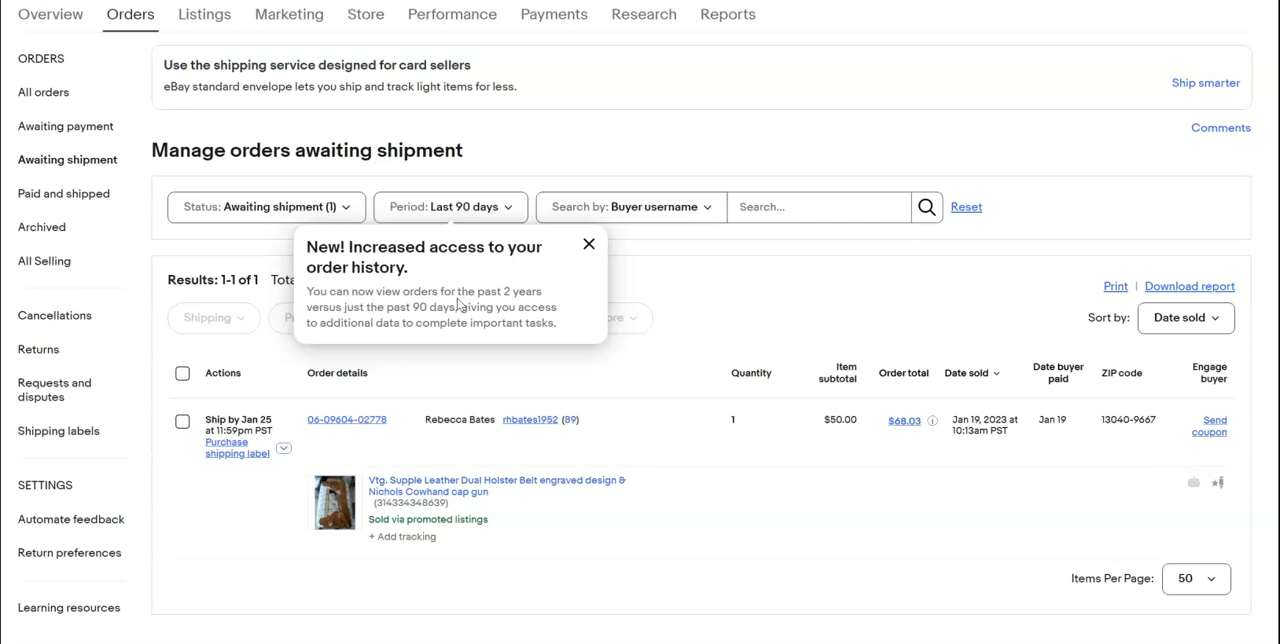 Overview Orders Listings Marketing Store Performance Payments Research Reports
ORDERS
All orders
Awaiting payment
Awaiting shipment
Paid and shipped
Archived
All Selling
Cancellations
Returns
Requests and
disputes
Shipping labels
SETTINGS
Automate feedback
Return preferences
Learning resources
Use the shipping service designed for card sellers
eBay standard envelope lets you ship and track light items for less.
Ship smarter
Comments
Manage orders awaiting shipment
Status: Awaiting shipment (1) Period: Last 90 days Search by: Buyer username Search... Reset
New! Increased access to your
order history.
You can now view orders for the past 2 years
versus just the past 90 days, giving you access
to additional data to complete important tasks.
Results: 1-1 of 1
Print | Download report
Shipping
Sort by: Date sold
Actions Order details Quantity Item
subtotal Order total Date sold Date buyer
paid ZIP code Engage
buyer
Ship by Jan 25
at 11:59pm PST
Purchase
shipping label
06-09604-02778 Rebecca Bates rhbates1952 (89) 1 $50.00 $68.03 Jan 19, 2023 at
10:13am PST Jan 19 13040-9667 Send
coupon
Vtg. Supple Leather Dual Holster Belt engraved design &
Nichols Cowhand cap gun
(314334348639)
Sold via promoted listings
+ Add tracking
Items Per Page: 50